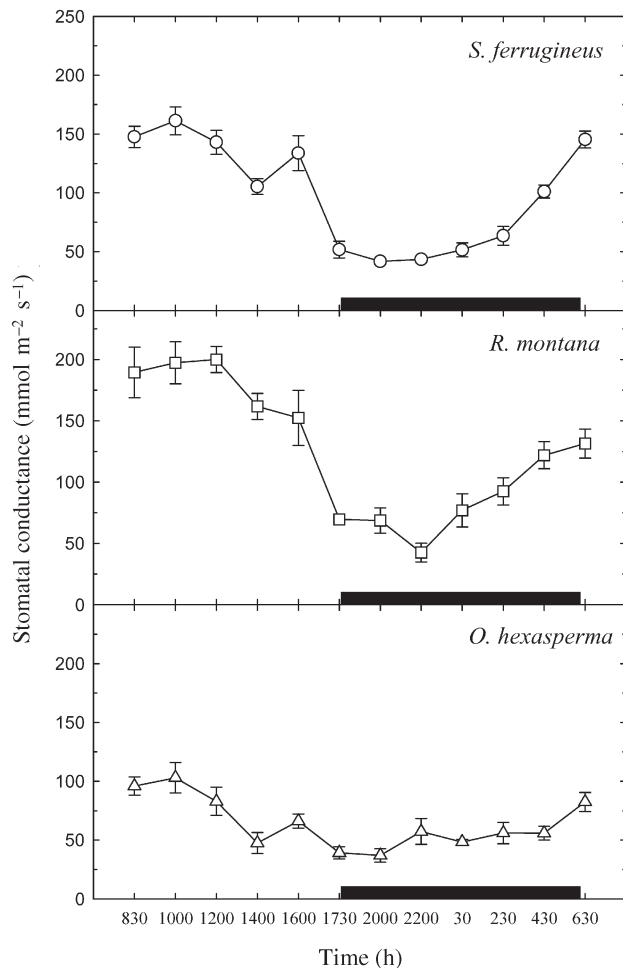 250
S. ferrugineus
200
150
100
50
0
R. montana
200
150
100
50
0
O. hexasperma
200
150
100
50
0
Stomatal conductance (mmol m⁻² s⁻¹)
830 1000 1200 1400 1600 1730 2000 2200 30 230 430 630
Time (h)